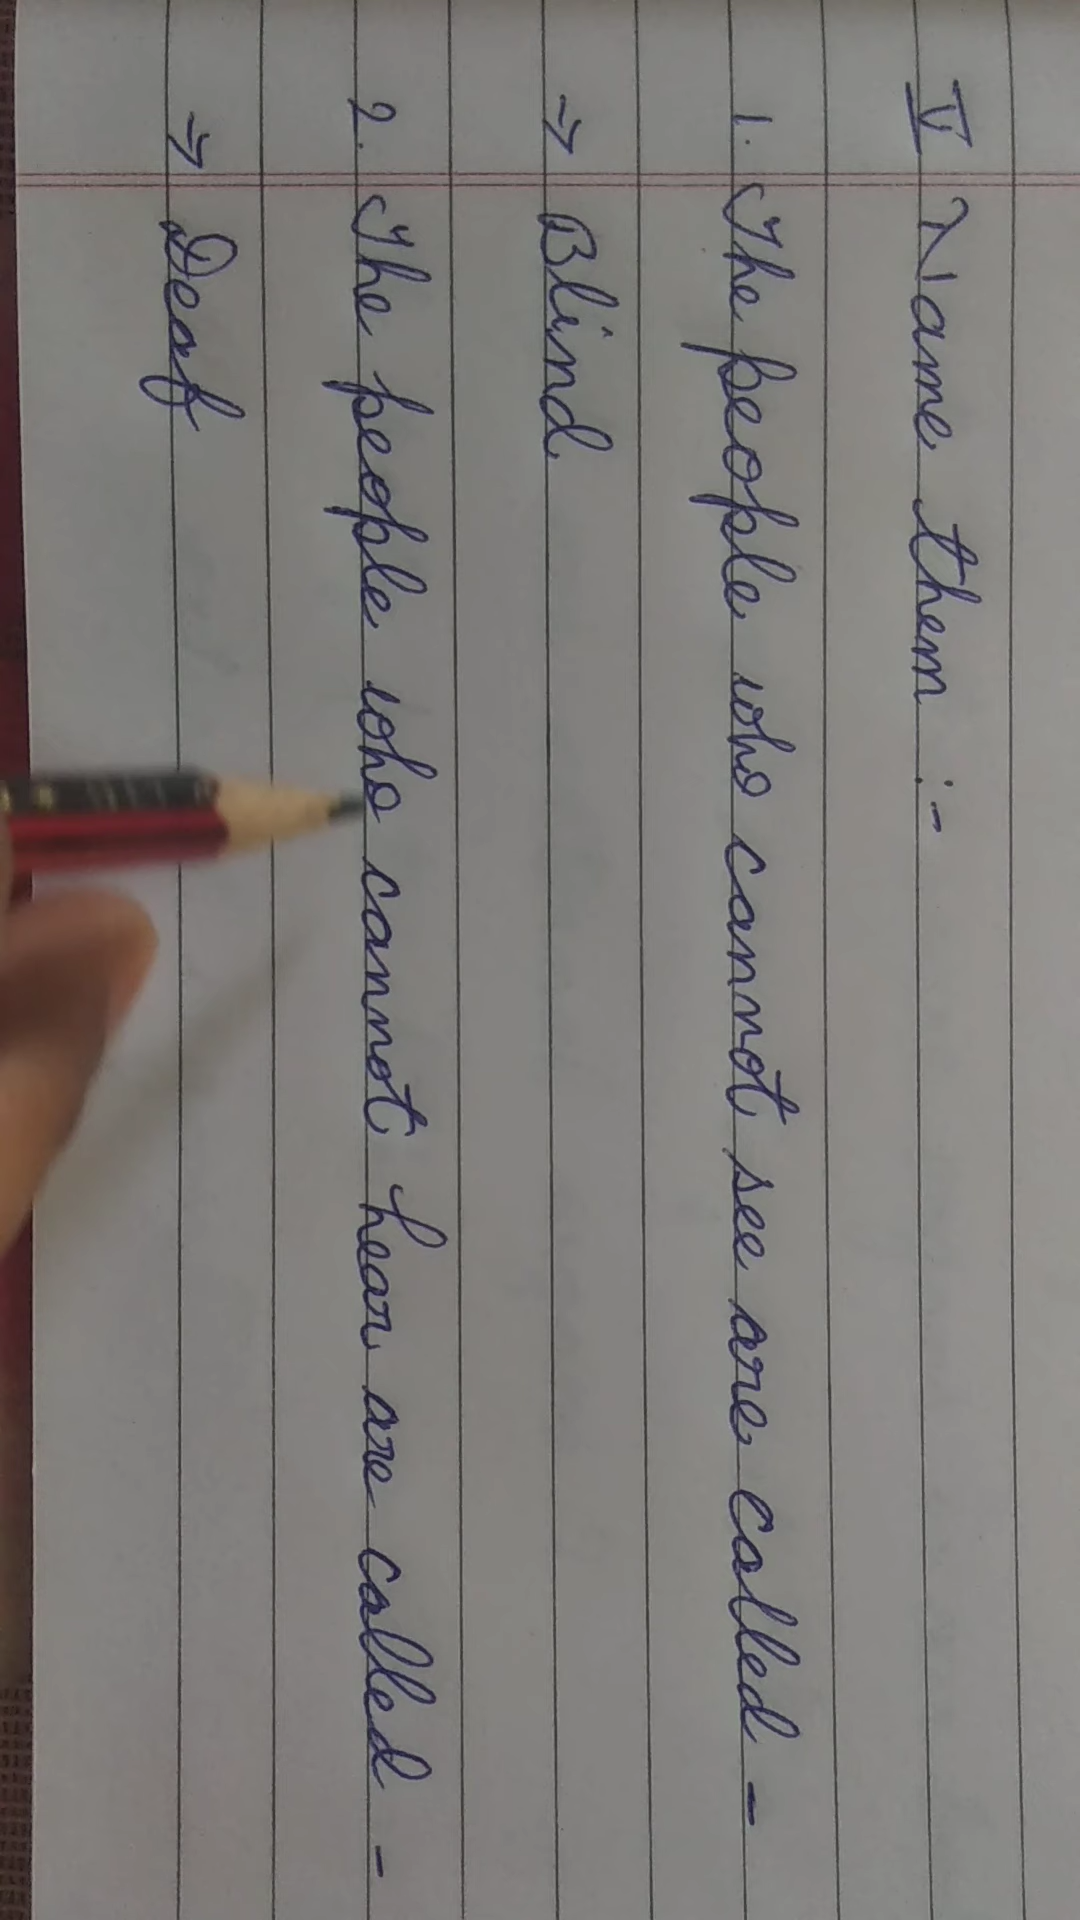 V Name them :-
1. The people who cannot see are called -
⇒ Blind
2. The people who cannot hear are called -
⇒ Deaf